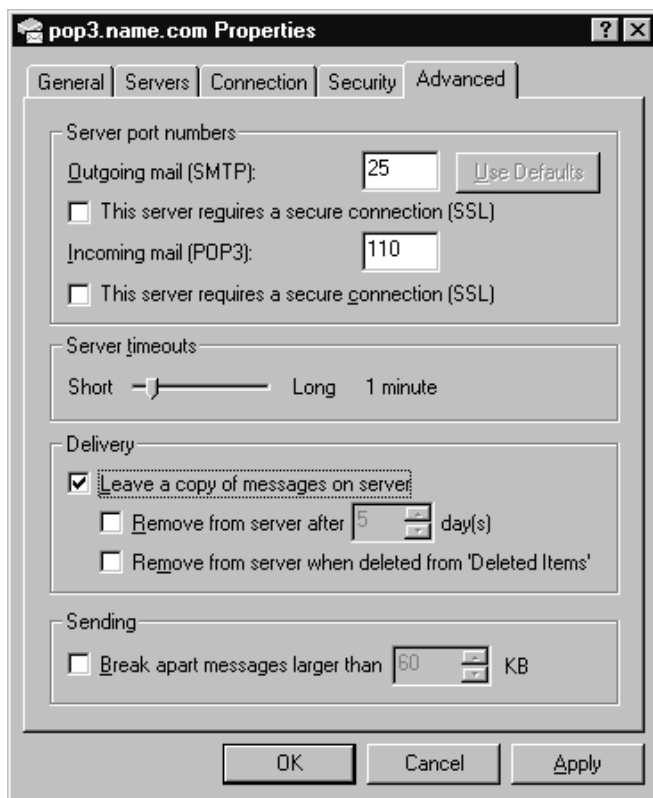 pop3.name.com Properties
General Servers Connection Security Advanced
Server port numbers
Outgoing mail (SMTP): 25 Use Defaults
This server requires a secure connection (SSL)
Incoming mail (POP3): 110
This server requires a secure connection (SSL)
Server timeouts
Short Long 1 minute
Delivery
Leave a copy of messages on server
Remove from server after 5 day(s)
Remove from server when deleted from 'Deleted Items'
Sending
Break apart messages larger than 60 KB
OK Cancel Apply